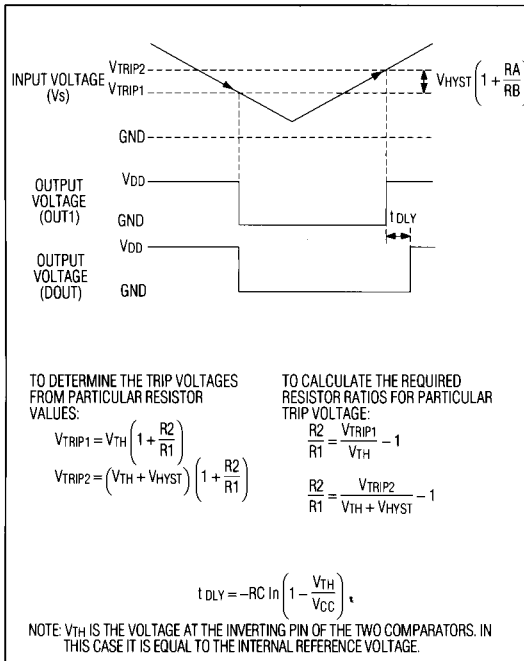 INPUT VOLTAGE
(VS)
VTRIP2
VTRIP1
VHYST(1 + RA/RB)
GND
OUTPUT
VOLTAGE
(OUT1)
VDD
GND
tDLY
OUTPUT
VOLTAGE
(DOUT)
VDD
GND
TO DETERMINE THE TRIP VOLTAGES
FROM PARTICULAR RESISTOR
VALUES:
VTRIP1 = VTH (1 + R2/R1)
VTRIP2 = (VTH + VHYST) (1 + R2/R1)
TO CALCULATE THE REQUIRED
RESISTOR RATIOS FOR PARTICULAR
TRIP VOLTAGE:
R2/R1 = VTRIP1/VTH − 1
R2/R1 = VTRIP2/(VTH + VHYST) − 1
tDLY = −RC ln (1 − VTH/VCC)
NOTE: VTH IS THE VOLTAGE AT THE INVERTING PIN OF THE TWO COMPARATORS. IN
THIS CASE IT IS EQUAL TO THE INTERNAL REFERENCE VOLTAGE.